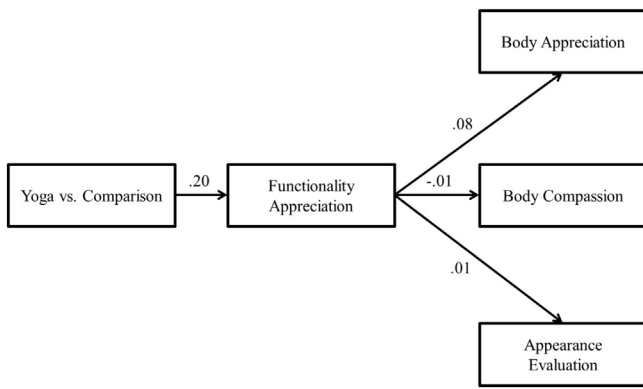 Body Appreciation
.08
Yoga vs. Comparison
.20
Functionality
Appreciation
-.01
Body Compassion
.01
Appearance
Evaluation